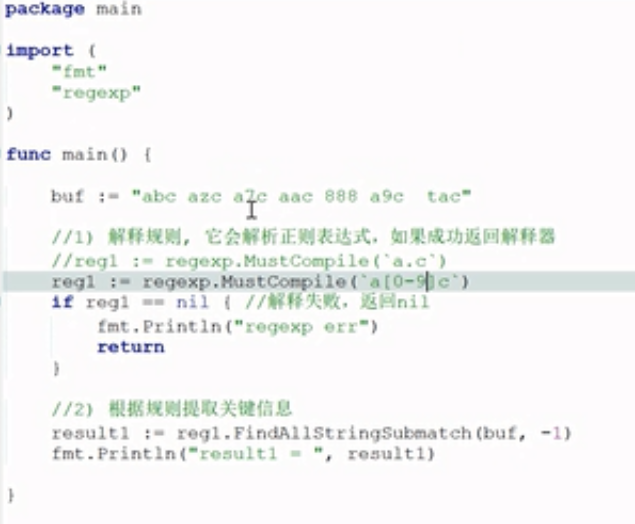 package main
import (
"fmt"
"regexp"
)
func main() {
buf := "abc azc a7c aac 888 a9c  tac"
//1) 解释规则, 它会解析正则表达式，如果成功返回解释器
//reg1 := regexp.MustCompile(`a.c`)
reg1 := regexp.MustCompile(`a[0-9]c`)
if reg1 == nil { //解释失败，返回nil
fmt.Println("regexp err")
return
}
//2) 根据规则提取关键信息
result1 := reg1.FindAllStringSubmatch(buf, -1)
fmt.Println("result1 = ", result1)
}